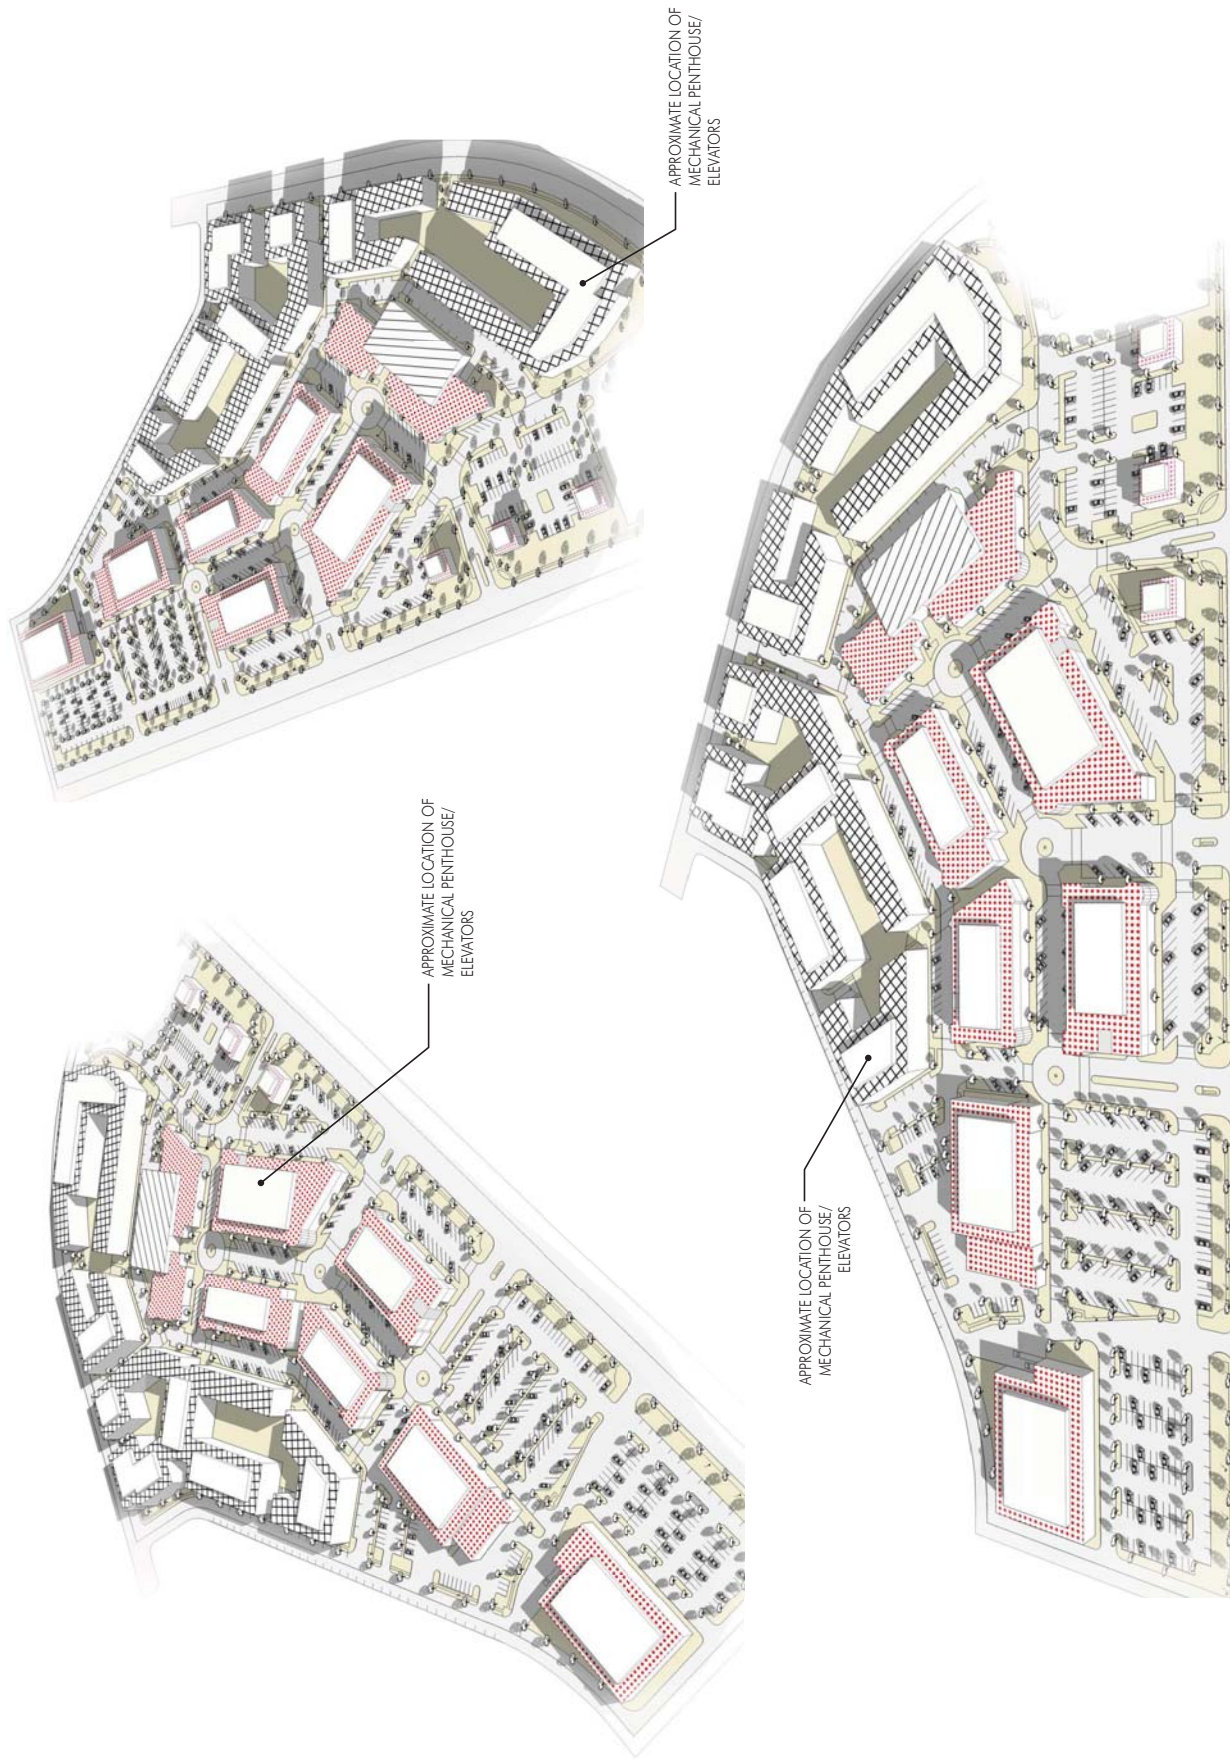 APPROXIMATE LOCATION OF
MECHANICAL PENTHOUSE/
ELEVATORS
APPROXIMATE LOCATION OF
MECHANICAL PENTHOUSE/
ELEVATORS
APPROXIMATE LOCATION OF
MECHANICAL PENTHOUSE/
ELEVATORS